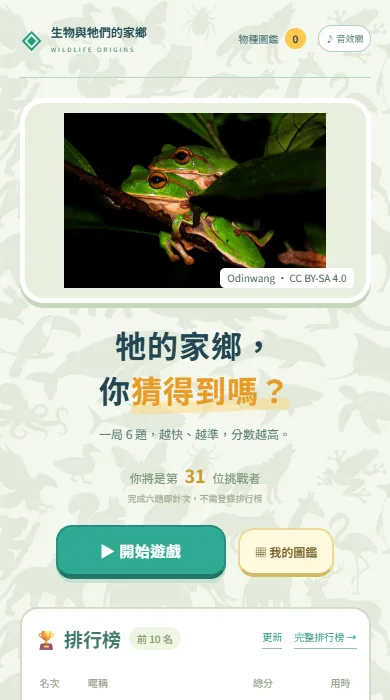 生物與牠們的家鄉
WILDLIFE ORIGINS
物種圖鑑 0
♪ 音效關
Odinwang · CC BY-SA 4.0
牠的家鄉，
你猜得到嗎？
一局 6 題，越快、越準，分數越高。
你將是第 31 位挑戰者
完成六題即計次，不需登錄排行榜
▶ 開始遊戲
▦ 我的圖鑑
🏆 排行榜 前 10 名
更新 完整排行榜 →
名次 暱稱 總分 用時